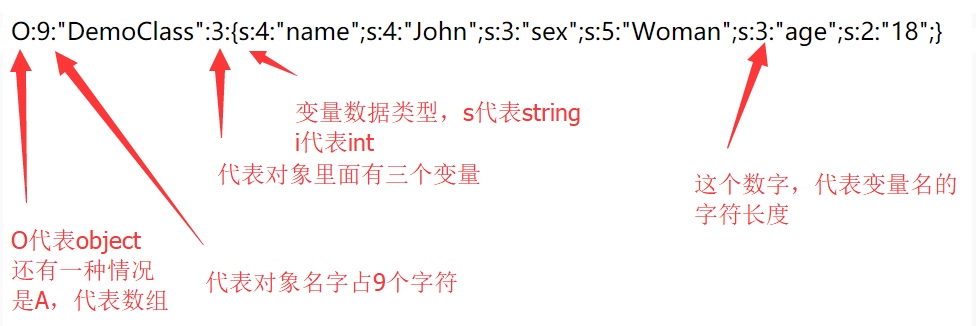 O:9:"DemoClass":3:{s:4:"name";s:4:"John";s:3:"sex";s:5:"Woman";s:3:"age";s:2:"18";}
变量数据类型，s代表string
i代表int
代表对象里面有三个变量
这个数字，代表变量名的
字符长度
O代表object
还有一种情况
是A，代表数组
代表对象名字占9个字符